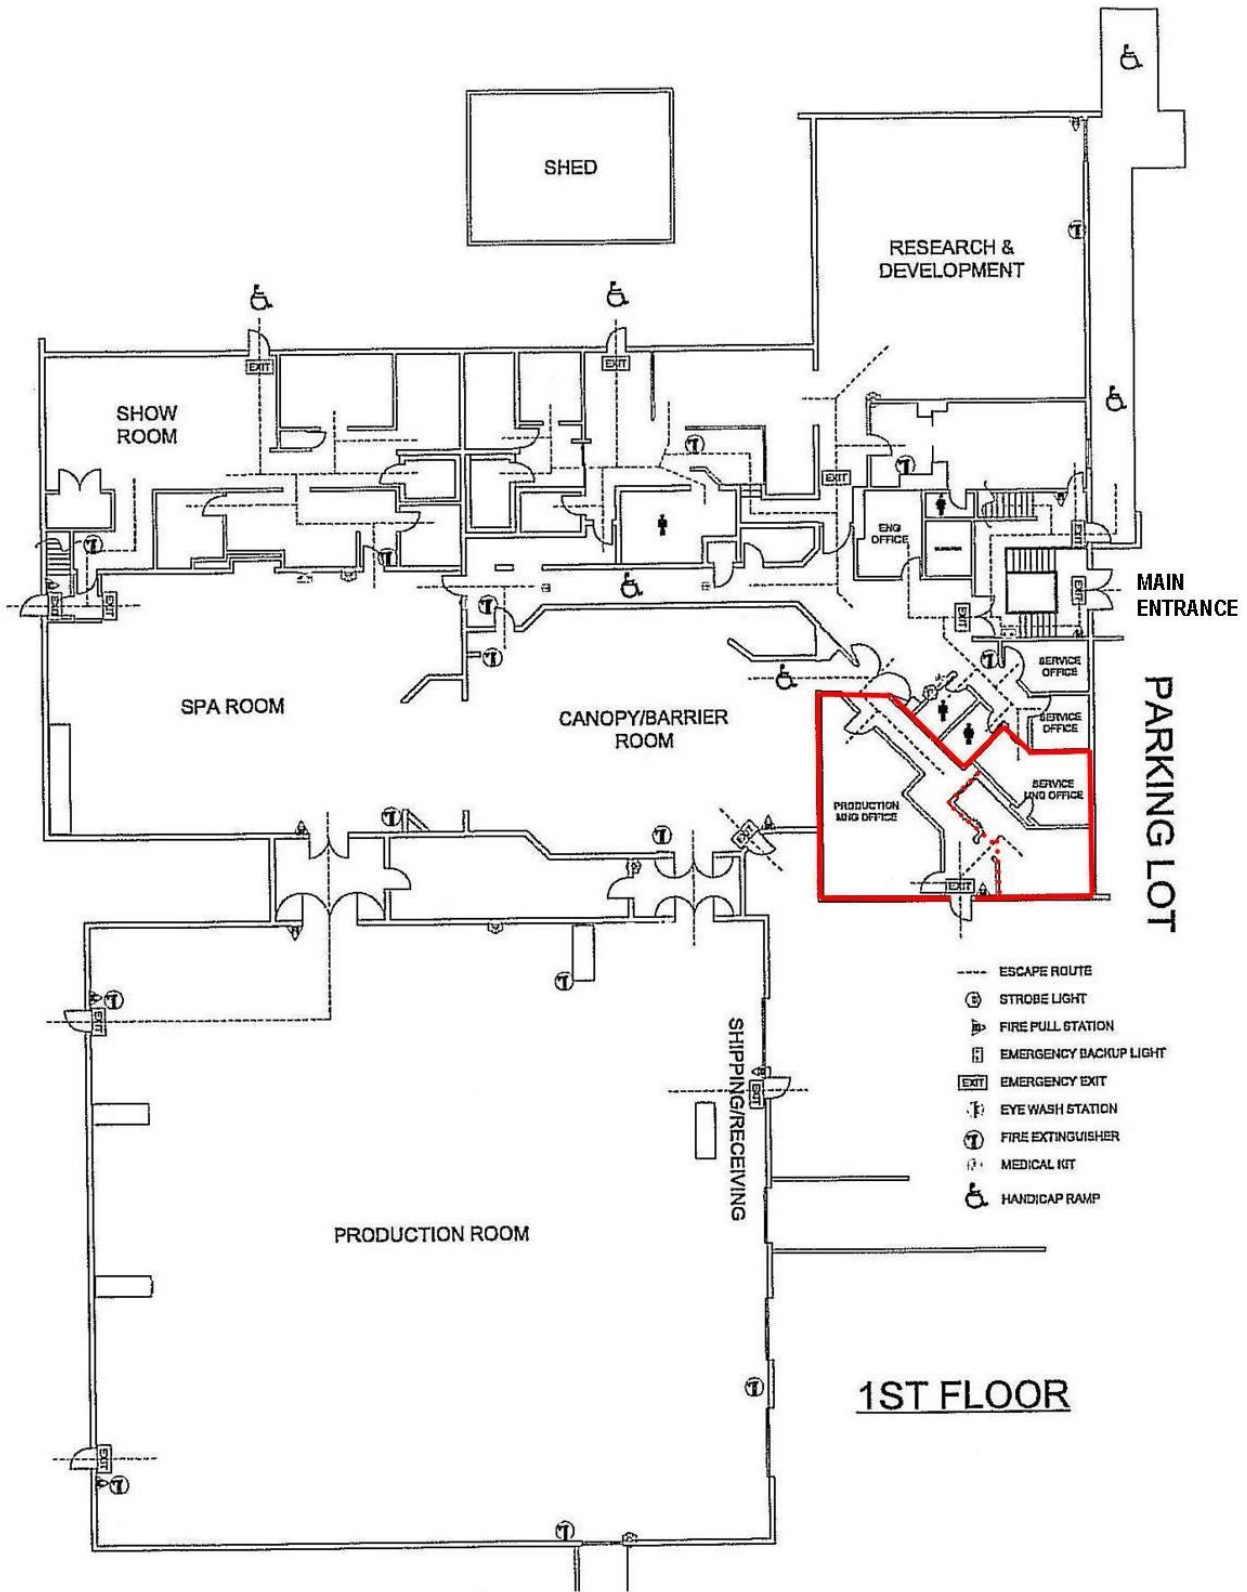 SHED
RESEARCH &
DEVELOPMENT
EXIT
EXIT
SHOW
ROOM
EXIT
ENG
OFFICE
EXIT
MAIN
ENTRANCE
EXIT
EXIT
EXIT
EXIT
SERVICE
OFFICE
SPA ROOM
CANOPY/BARRIER
ROOM
SERVICE
OFFICE
PARKING LOT
SERVICE
MNG OFFICE
PRODUCTION
MNG OFFICE
EXIT
EXIT
ESCAPE ROUTE
STROBE LIGHT
FIRE PULL STATION
EMERGENCY BACKUP LIGHT
EXIT EMERGENCY EXIT
EYE WASH STATION
FIRE EXTINGUISHER
MEDICAL KIT
HANDICAP RAMP
EXIT
SHIPPING/RECEIVING
EXIT
PRODUCTION ROOM
1ST FLOOR
EXIT